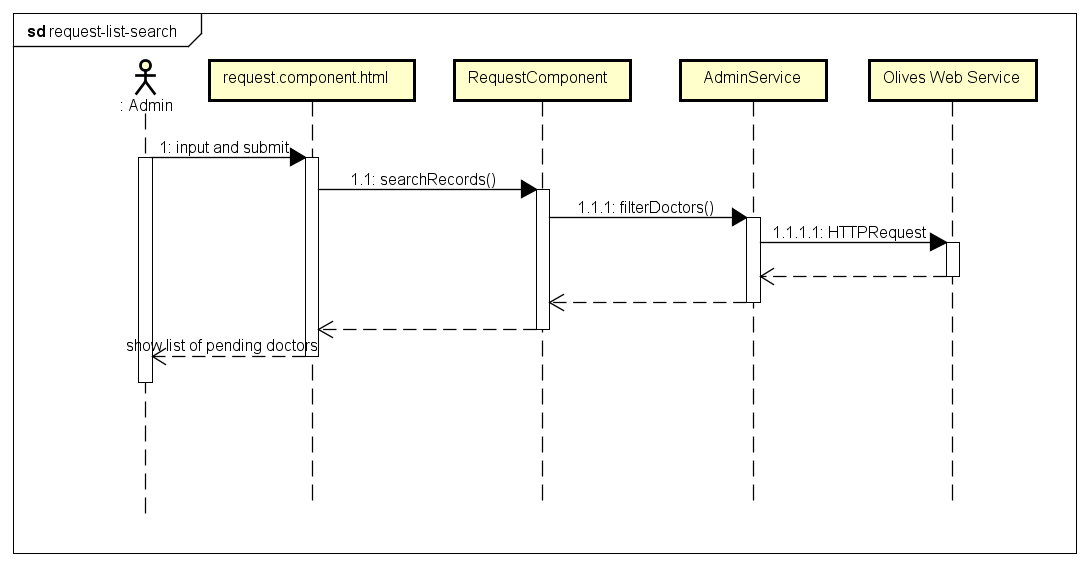 sd request-list-search
: Admin
request.component.html
RequestComponent
AdminService
Olives Web Service
1: input and submit
1.1: searchRecords()
1.1.1: filterDoctors()
1.1.1.1: HTTPRequest
show list of pending doctors